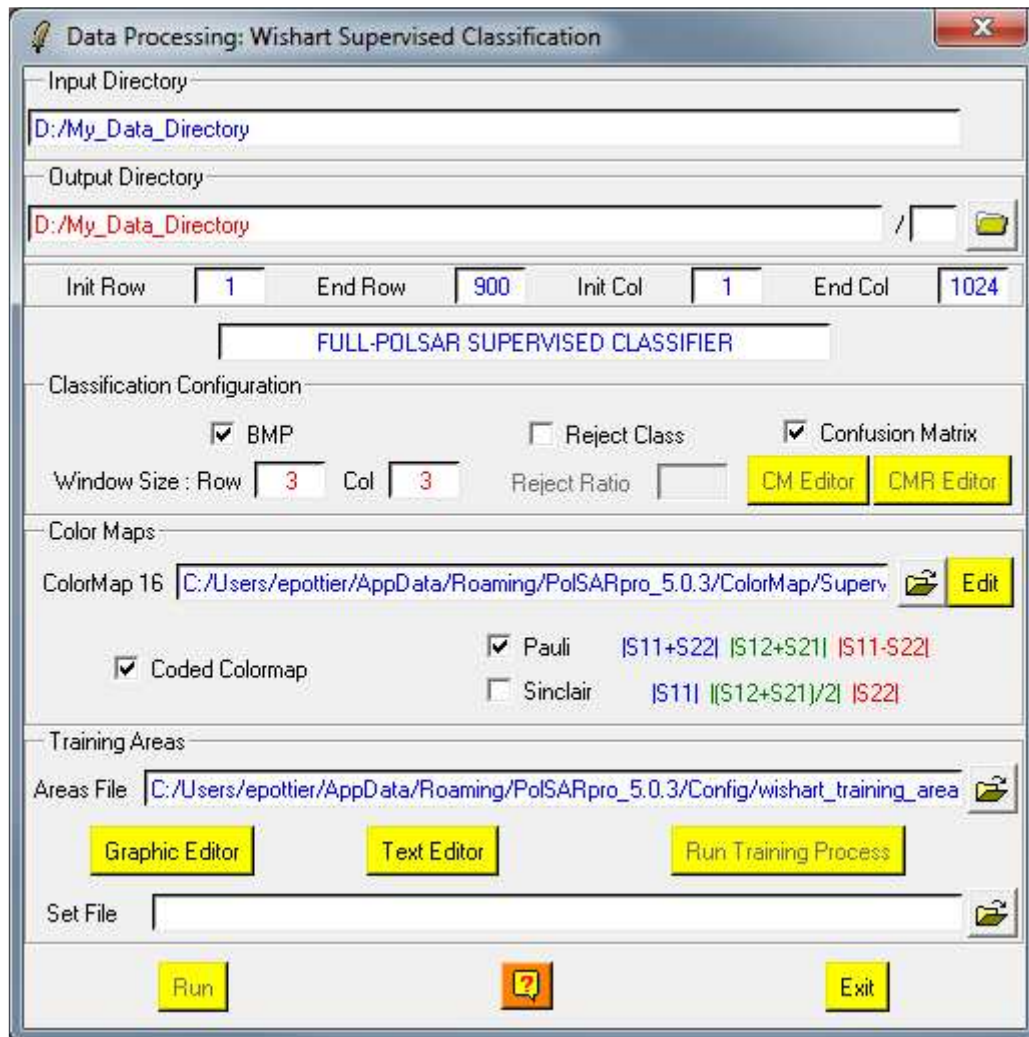 Data Processing: Wishart Supervised Classification
Input Directory
D:/My_Data_Directory
Output Directory
D:/My_Data_Directory /
Init Row 1 End Row 900 Init Col 1 End Col 1024
FULL-POLSAR SUPERVISED CLASSIFIER
Classification Configuration
BMP Reject Class Confusion Matrix
Window Size : Row 3 Col 3 Reject Ratio CM Editor CMR Editor
Color Maps
ColorMap 16 C:/Users/epottier/AppData/Roaming/PolSARpro_5.0.3/ColorMap/Superv Edit
Pauli |S11+S22| |S12+S21| |S11-S22|
Coded Colormap
Sinclair |S11| |(S12+S21)/2| |S22|
Training Areas
Areas File C:/Users/epottier/AppData/Roaming/PolSARpro_5.0.3/Config/wishart_training_area
Graphic Editor Text Editor Run Training Process
Set File
Run ? Exit